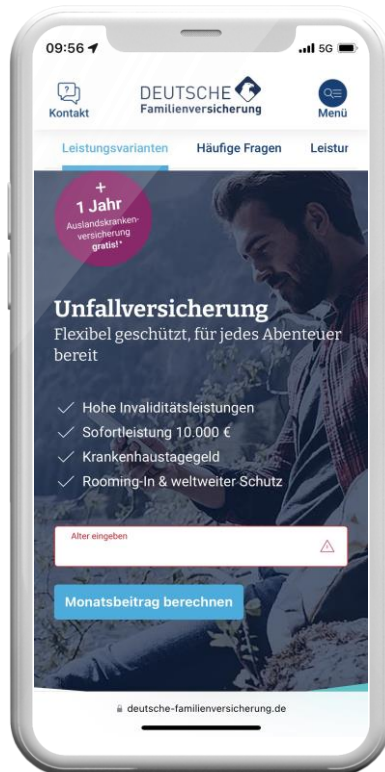 09:56
5G
Kontakt
DEUTSCHE
Familienversicherung
Menü
Leistungsvarianten Häufige Fragen Leistur
+
1 Jahr
Auslandskranken-
versicherung
gratis!*
Unfallversicherung
Flexibel geschützt, für jedes Abenteuer
bereit
Hohe Invaliditätsleistungen
Sofortleistung 10.000 €
Krankenhaustagegeld
Rooming-In & weltweiter Schutz
Alter eingeben
Monatsbeitrag berechnen
deutsche-familienversicherung.de